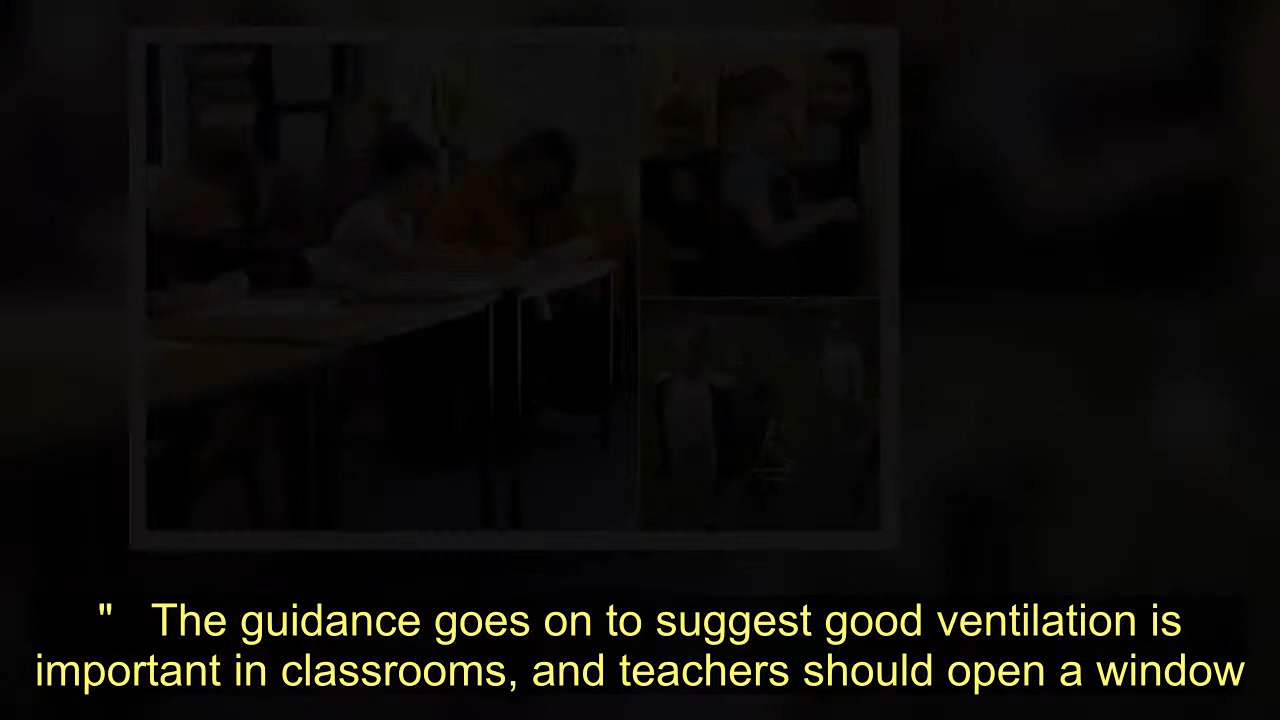 " The guidance goes on to suggest good ventilation is
important in classrooms, and teachers should open a window